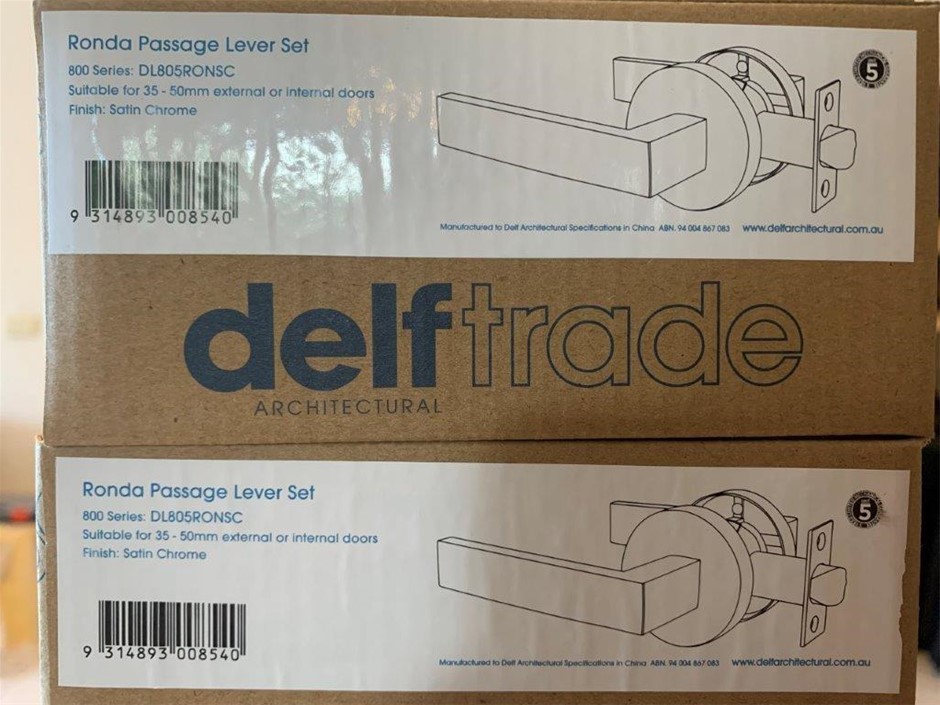 Ronda Passage Lever Set
800 Series: DL805RONSC
Suitable for 35 - 50mm external or internal doors
Finish: Satin Chrome
5
9 314893 008540
Manufactured to Delf Architectural Specifications in China ABN. 94 004 867 083 www.delfarchitectural.com.au
delftrade
ARCHITECTURAL
Ronda Passage Lever Set
800 Series: DL805RONSC
Suitable for 35 - 50mm external or internal doors
Finish: Satin Chrome
5
9 314893 008540
Manufactured to Delf Architectural Specifications in China ABN. 94 004 867 083 www.delfarchitectural.com.au